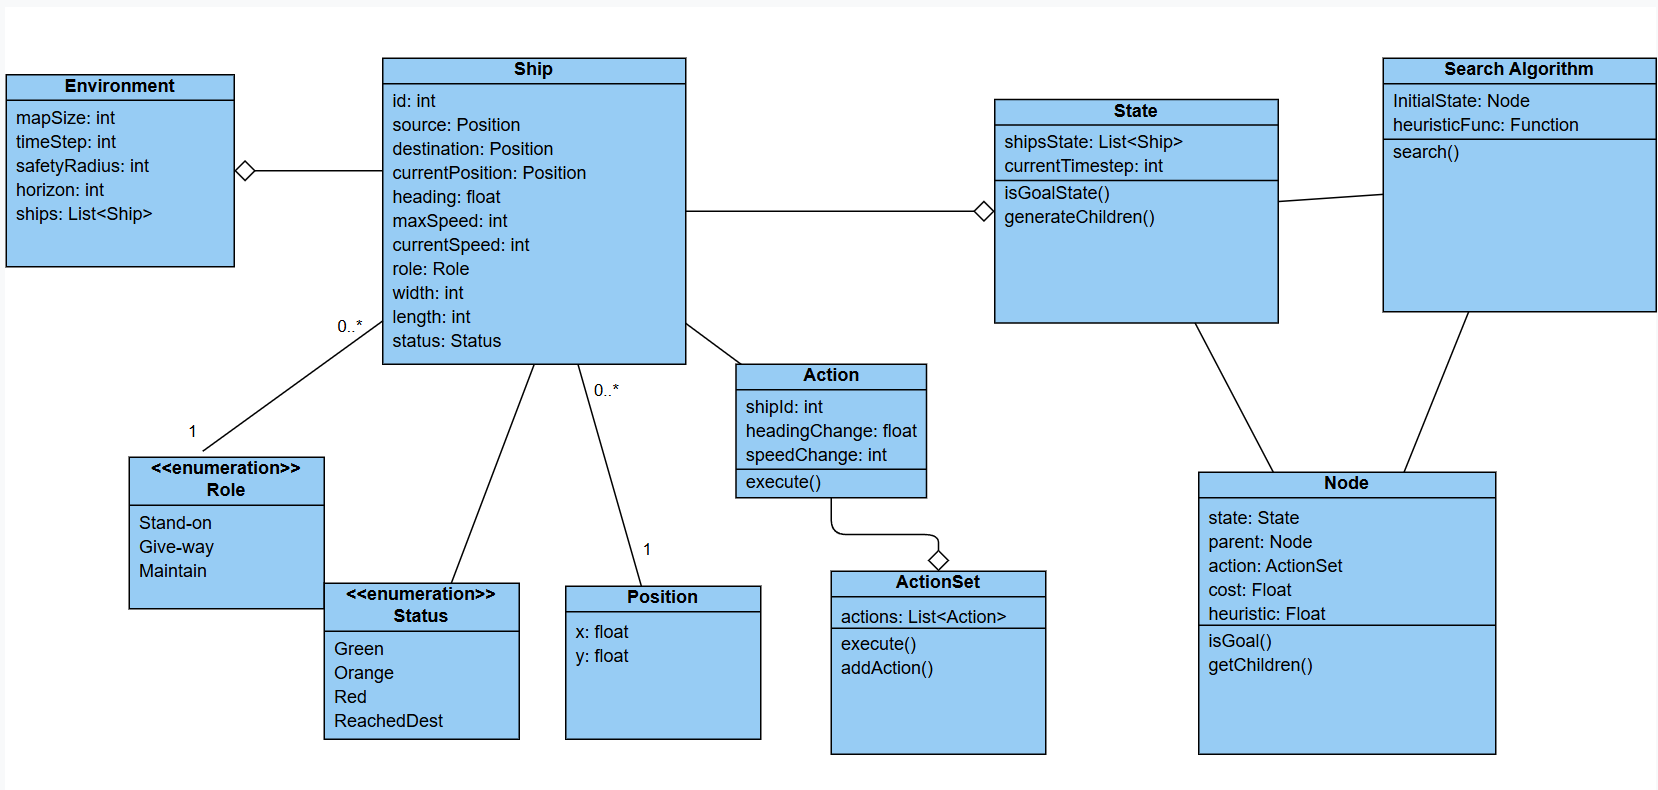 Environment
mapSize: int
timeStep: int
safetyRadius: int
horizon: int
ships: List<Ship>
Ship
id: int
source: Position
destination: Position
currentPosition: Position
heading: float
maxSpeed: int
currentSpeed: int
role: Role
width: int
length: int
status: Status
State
shipsState: List<Ship>
currentTimestep: int
isGoalState()
generateChildren()
Search Algorithm
InitialState: Node
heuristicFunc: Function
search()
0..*
1
0..*
1
<<enumeration>>
Role
Stand-on
Give-way
Maintain
<<enumeration>>
Status
Green
Orange
Red
ReachedDest
Position
x: float
y: float
Action
shipId: int
headingChange: float
speedChange: int
execute()
ActionSet
actions: List<Action>
execute()
addAction()
Node
state: State
parent: Node
action: ActionSet
cost: Float
heuristic: Float
isGoal()
getChildren()